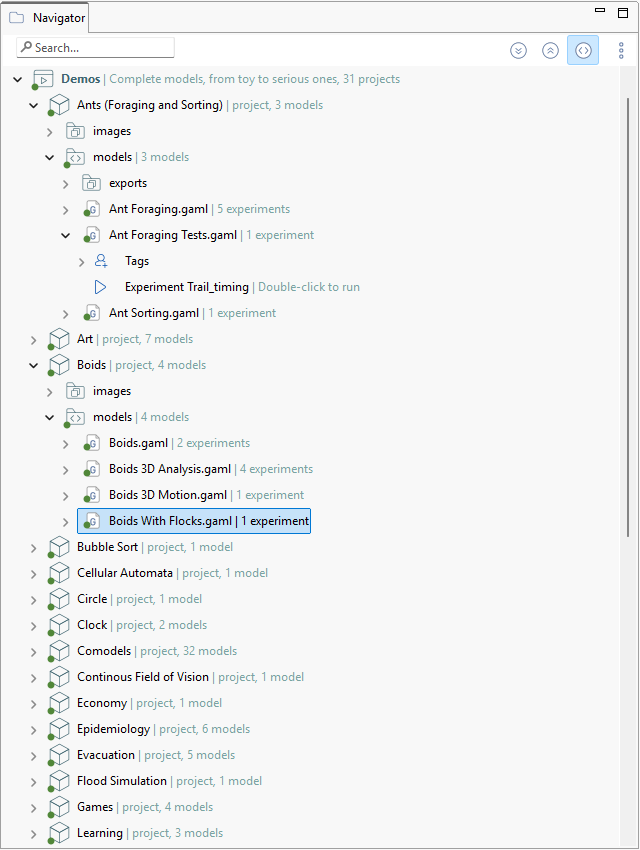 Navigator
Search...
Demos | Complete models, from toy to serious ones, 31 projects
Ants (Foraging and Sorting) | project, 3 models
images
models | 3 models
exports
Ant Foraging.gaml | 5 experiments
Ant Foraging Tests.gaml | 1 experiment
Tags
Experiment Trail_timing | Double-click to run
Ant Sorting.gaml | 1 experiment
Art | project, 7 models
Boids | project, 4 models
images
models | 4 models
Boids.gaml | 2 experiments
Boids 3D Analysis.gaml | 4 experiments
Boids 3D Motion.gaml | 1 experiment
Boids With Flocks.gaml | 1 experiment
Bubble Sort | project, 1 model
Cellular Automata | project, 1 model
Circle | project, 1 model
Clock | project, 2 models
Comodels | project, 32 models
Continous Field of Vision | project, 1 model
Economy | project, 1 model
Epidemiology | project, 6 models
Evacuation | project, 5 models
Flood Simulation | project, 1 model
Games | project, 4 models
Learning | project, 3 models